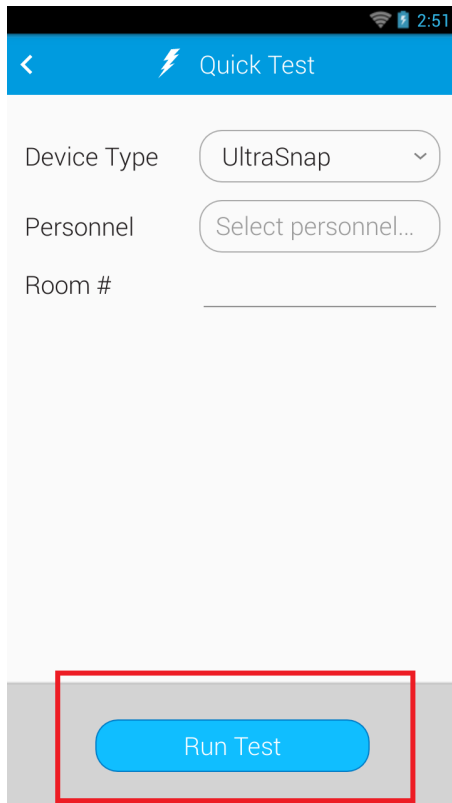 2:51
Quick Test
Device Type UltraSnap
Personnel Select personnel...
Room #
Run Test